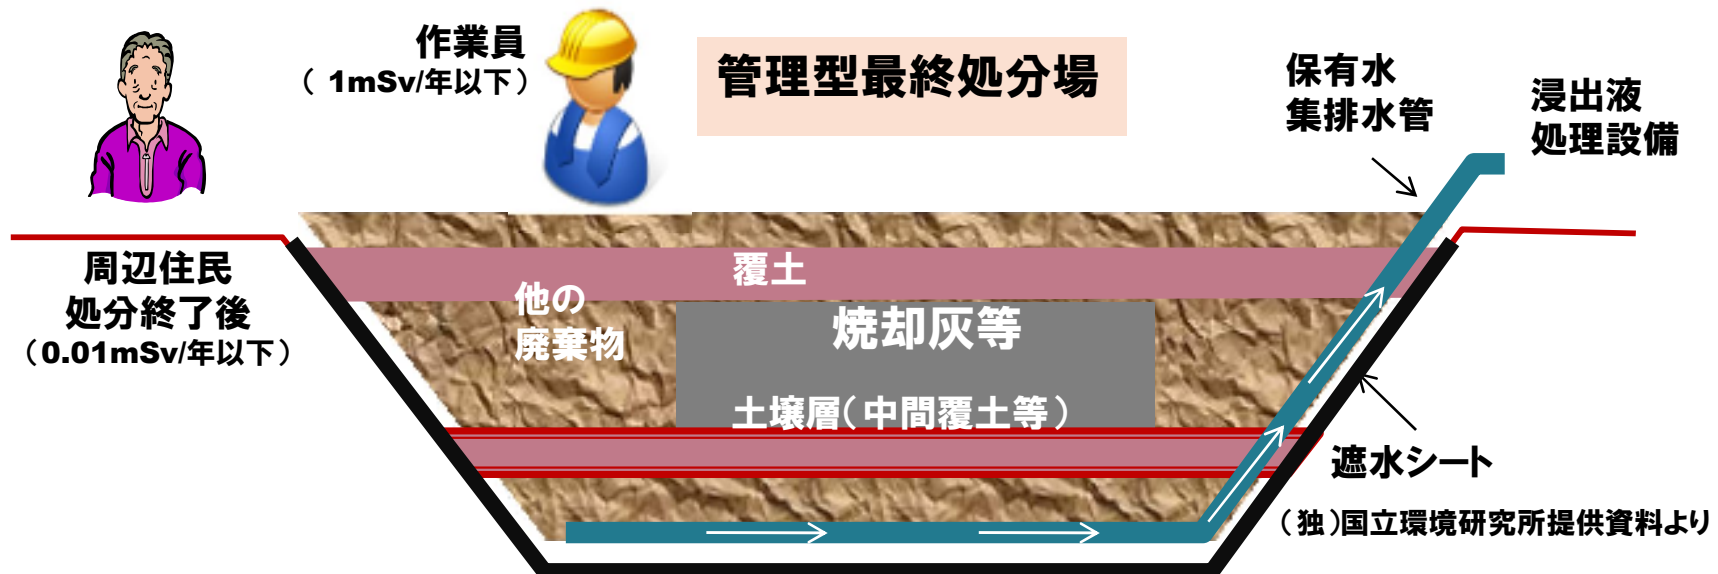 作業員
（ 1mSv/年以下）
管理型最終処分場
保有水
集排水管
浸出液
処理設備
周辺住民
処分終了後
（0.01mSv/年以下）
覆土
他の
廃棄物
焼却灰等
土壌層（中間覆土等）
遮水シート
（独）国立環境研究所提供資料より